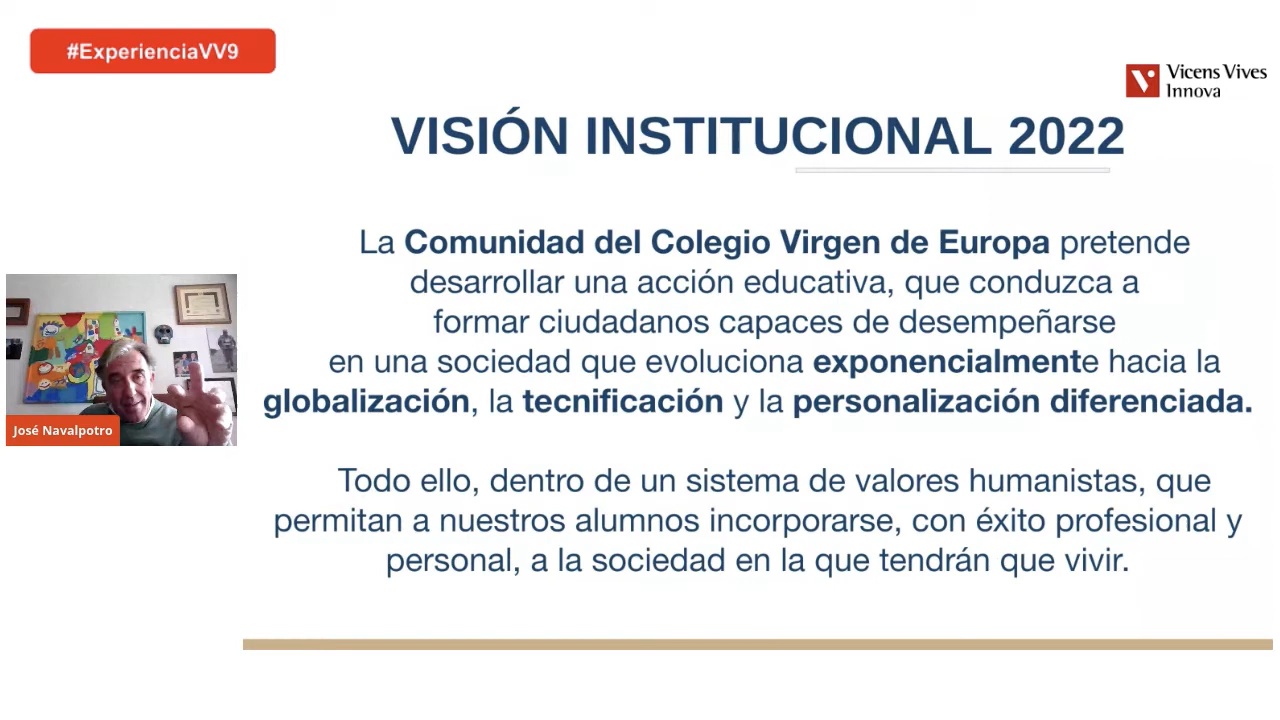 #ExperienciaVV9
Vicens Vives
Innova
VISIÓN INSTITUCIONAL 2022
La Comunidad del Colegio Virgen de Europa pretende
desarrollar una acción educativa, que conduzca a
formar ciudadanos capaces de desempeñarse
en una sociedad que evoluciona exponencialmente hacia la
globalización, la tecnificación y la personalización diferenciada.
José Navalpotro
Todo ello, dentro de un sistema de valores humanistas, que
permitan a nuestros alumnos incorporarse, con éxito profesional y
personal, a la sociedad en la que tendrán que vivir.